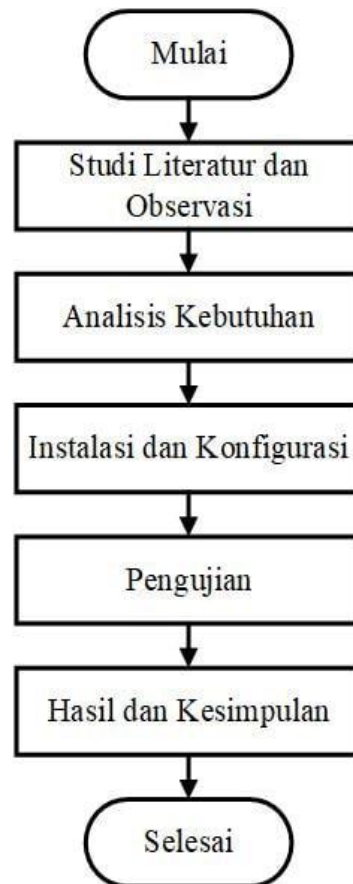 Mulai
Studi Literatur dan
Observasi
Analisis Kebutuhan
Instalasi dan Konfigurasi
Pengujian
Hasil dan Kesimpulan
Selesai